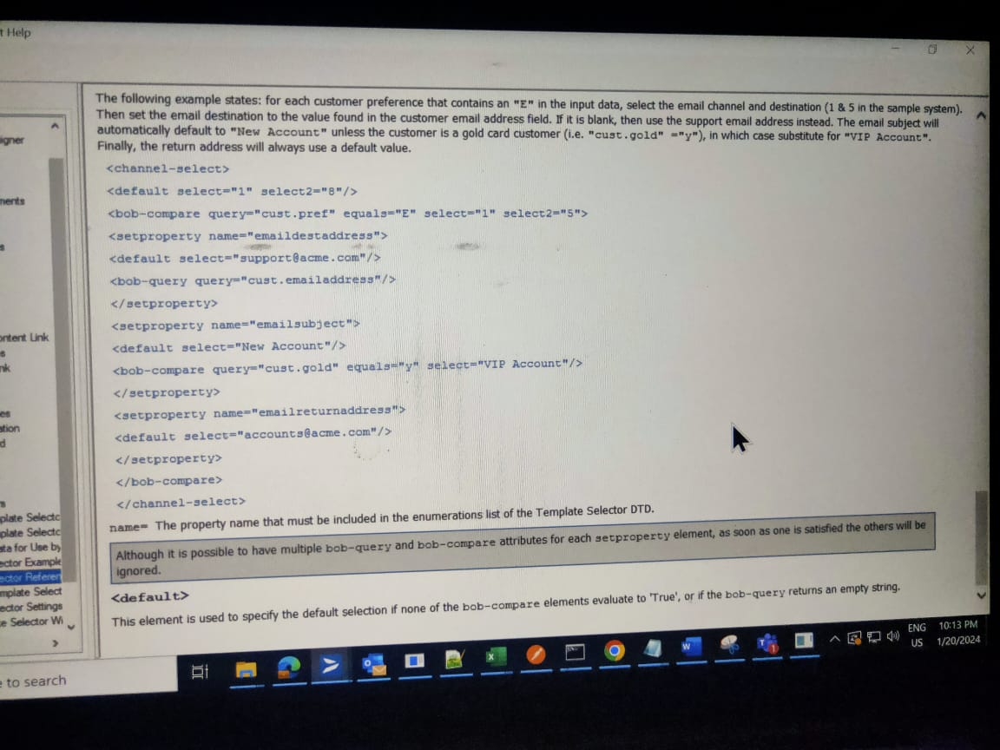 t Help
The following example states: for each customer preference that contains an "E" in the input data, select the email channel and destination (1 & 5 in the sample system).
Then set the email destination to the value found in the customer email address field. If it is blank, then use the support email address instead. The email subject will
automatically default to "New Account" unless the customer is a gold card customer (i.e. "cust.gold" ="y"), in which case substitute for "VIP Account".
Finally, the return address will always use a default value.
<channel-select>
<default select="1" select2="8"/>
<bob-compare query="cust.pref" equals="E" select="1" select2="5">
<setproperty name="emaildestaddress">
<default select="support@acme.com"/>
<bob-query query="cust.emailaddress"/>
</setproperty>
<setproperty name="emailsubject">
<default select="New Account"/>
<bob-compare query="cust.gold" equals="y" select="VIP Account"/>
</setproperty>
<setproperty name="emailreturnaddress">
<default select="accounts@acme.com"/>
</setproperty>
</bob-compare>
</channel-select>
name= The property name that must be included in the enumerations list of the Template Selector DTD.
Although it is possible to have multiple bob-query and bob-compare attributes for each setproperty element, as soon as one is satisfied the others will be
ignored.
<default>
This element is used to specify the default selection if none of the bob-compare elements evaluate to 'True', or if the bob-query returns an empty string.
igner
ments
s
ontent Link
s
nk
es
ation
d
s
plate Selectc
plate Selectc
ata for Use by
ector Example
ector Referen
mplate Select
ector Settings
e Selector Wi
e to search
ENG
US
10:13 PM
1/20/2024